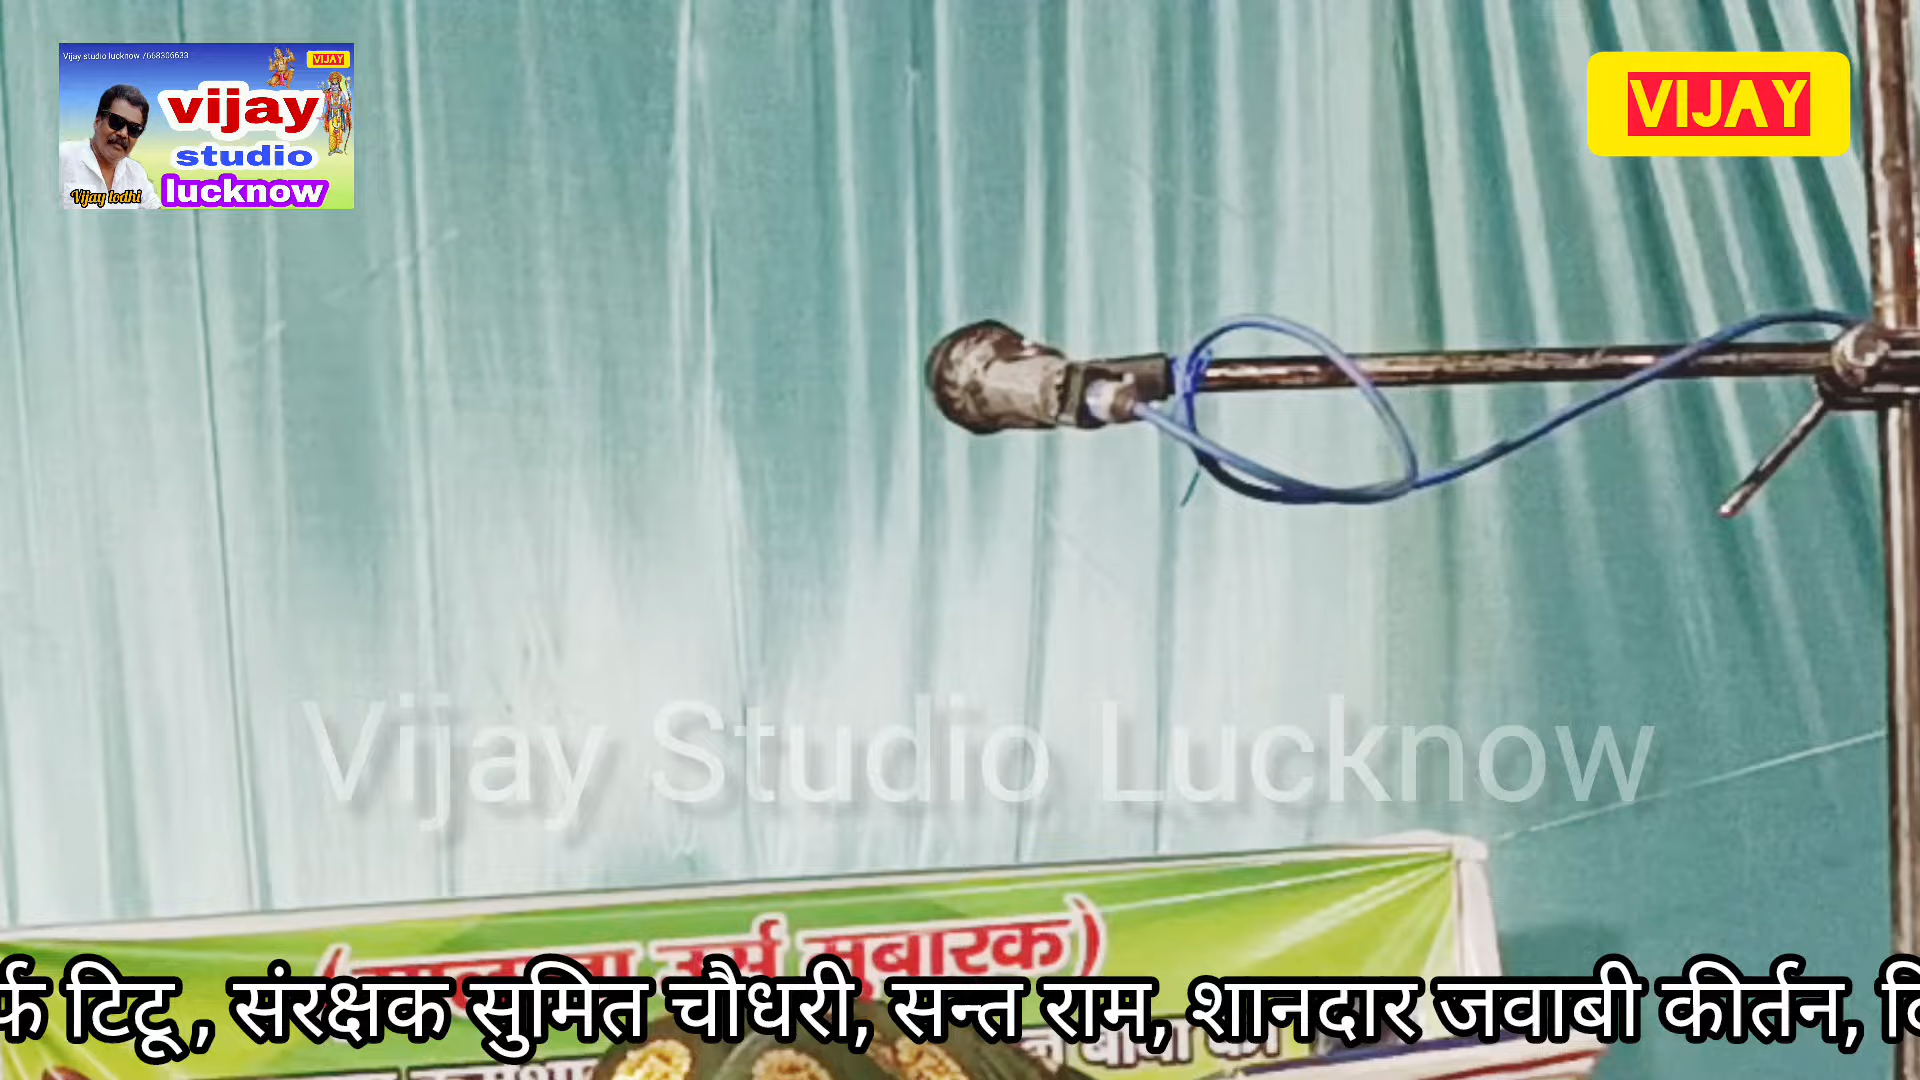 Vijay studio lucknow 7668306633
VIJAY
vijay
studio
lucknow
Vijay lodhi
VIJAY
Vijay Studio Lucknow
उर्स मुबारक)
र्फ टिटू , संरक्षक सुमित चौधरी, सन्त राम, शानदार जवाबी कीर्तन,